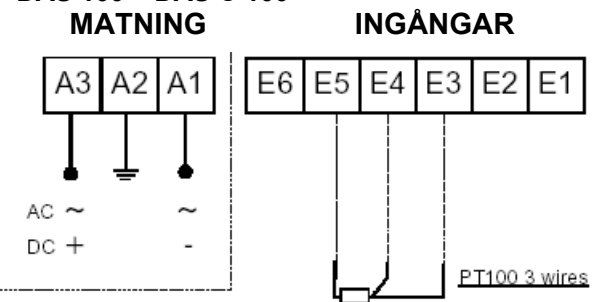 MATNING INGÅNGAR
A3 A2 A1 E6 E5 E4 E3 E2 E1
AC ~ ~
DC + -
PT100 3 wires